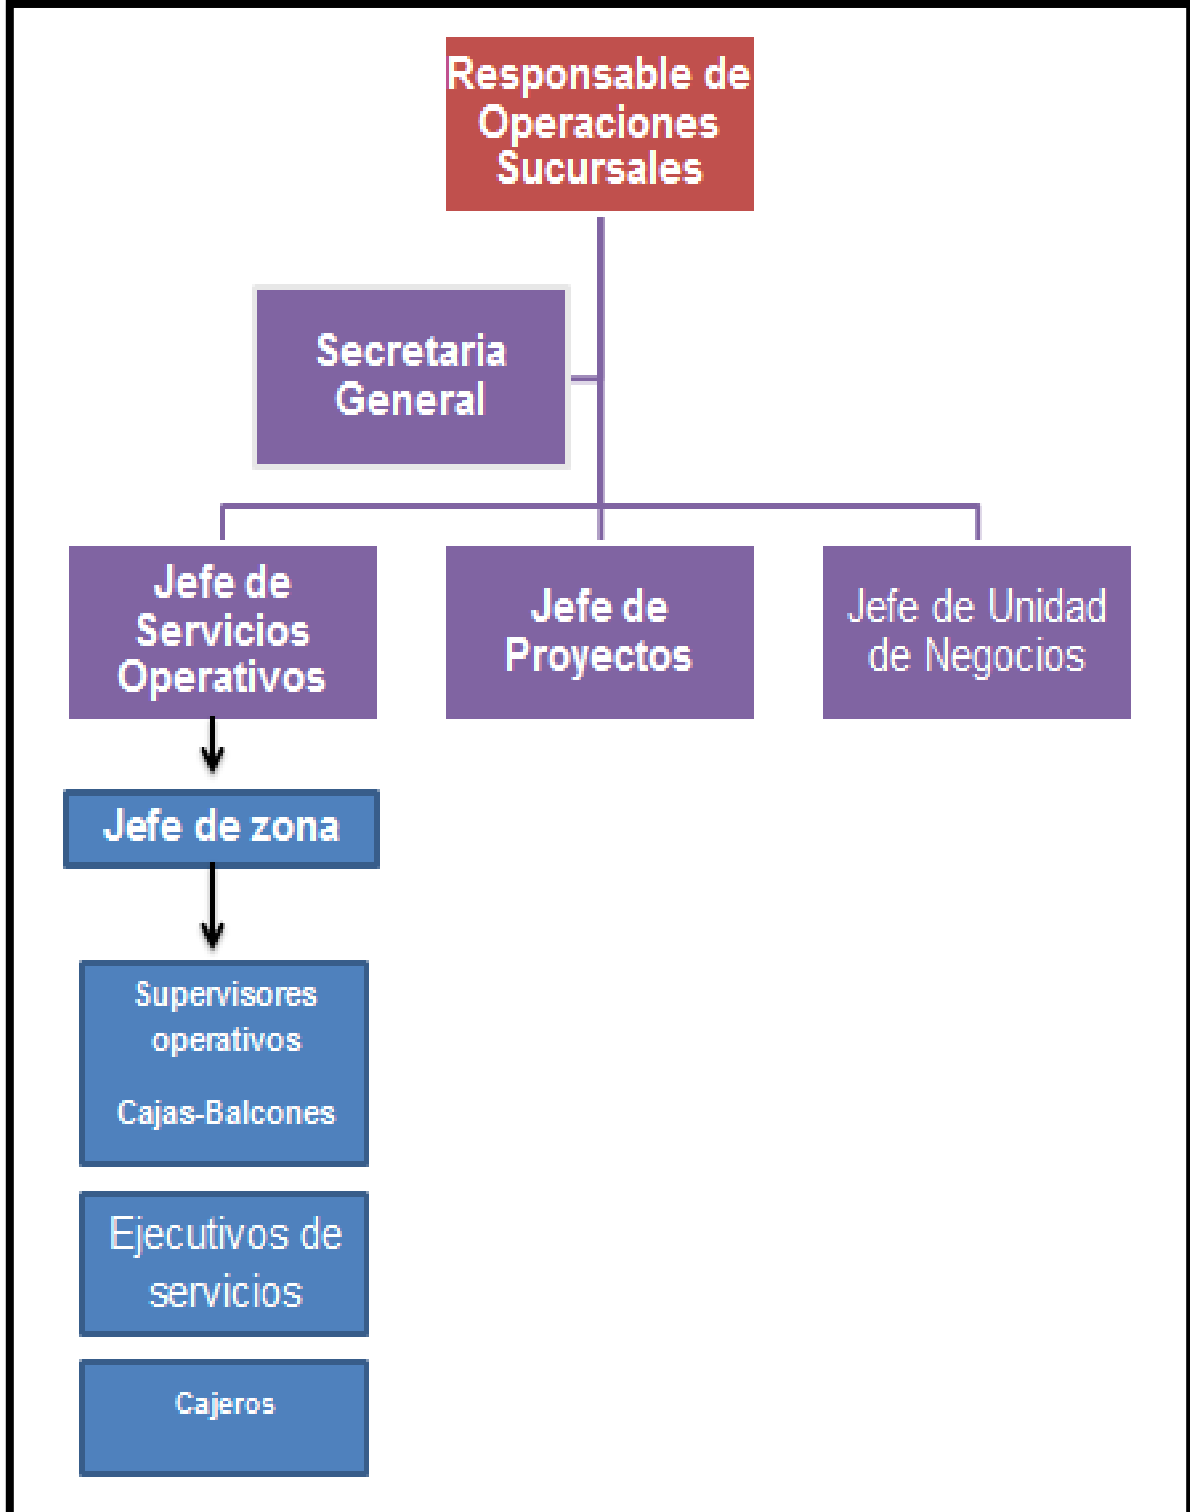 Responsable de
Operaciones
Sucursales
Secretaria
General
Jefe de
Servicios
Operativos
Jefe de
Proyectos
Jefe de Unidad
de Negocios
Jefe de zona
Supervisores
operativos
Cajas-Balcones
Ejecutivos de
servicios
Cajeros